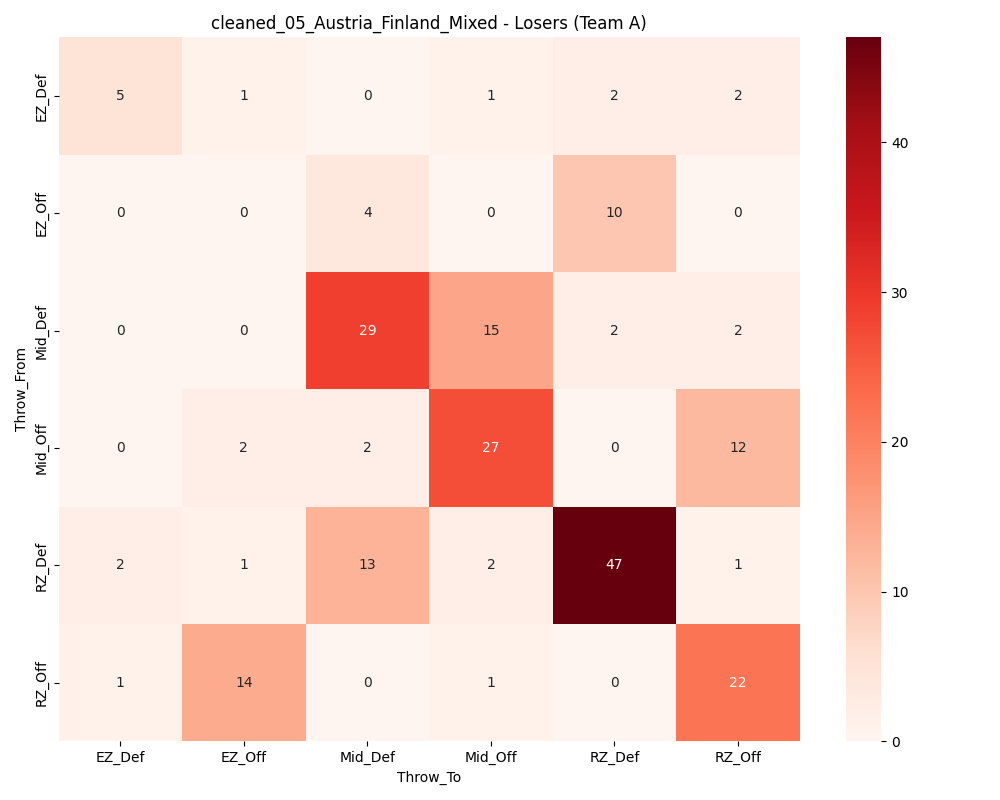 cleaned_05_Austria_Finland_Mixed - Losers (Team A)
Throw_From
EZ_Def 5 1 0 1 2 2
EZ_Off 0 0 4 0 10 0
Mid_Def 0 0 29 15 2 2
Mid_Off 0 2 2 27 0 12
RZ_Def 2 1 13 2 47 1
RZ_Off 1 14 0 1 0 22
EZ_Def EZ_Off Mid_Def Mid_Off RZ_Def RZ_Off
Throw_To
40
30
20
10
0